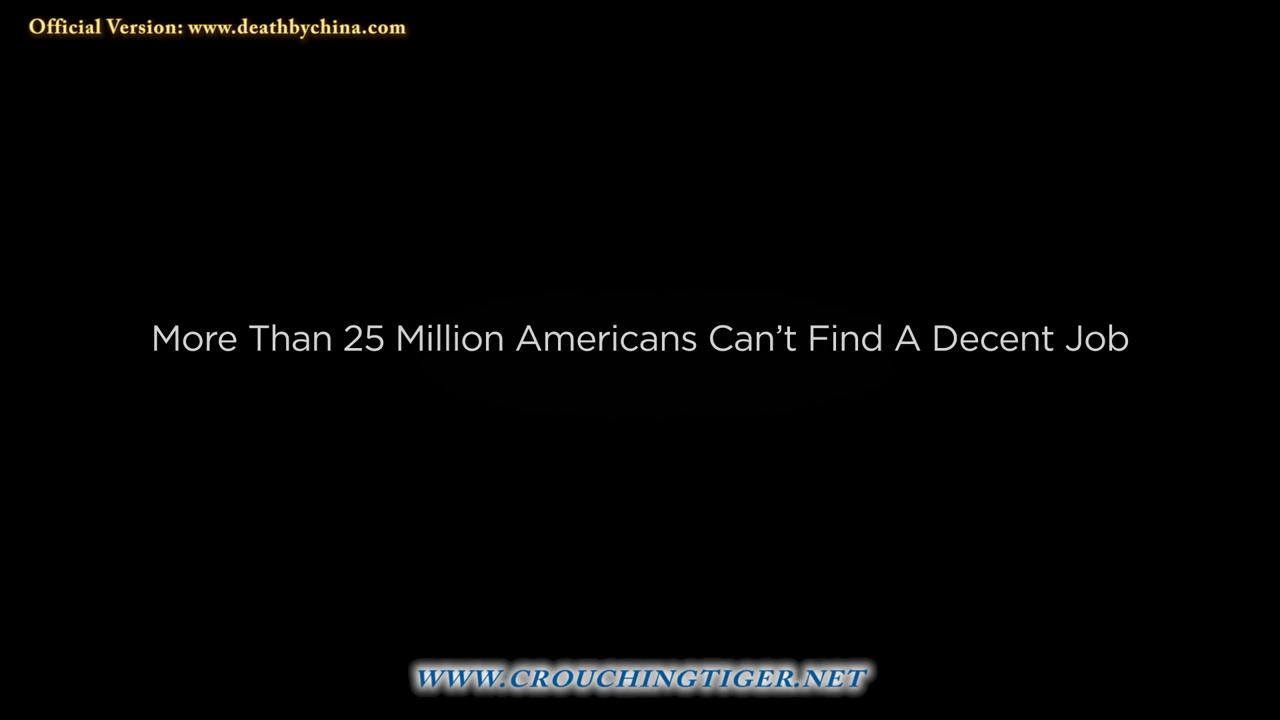 Official Version: www.deathbychina.com
More Than 25 Million Americans Can’t Find A Decent Job
WWW.CROUCHINGTIGER.NET